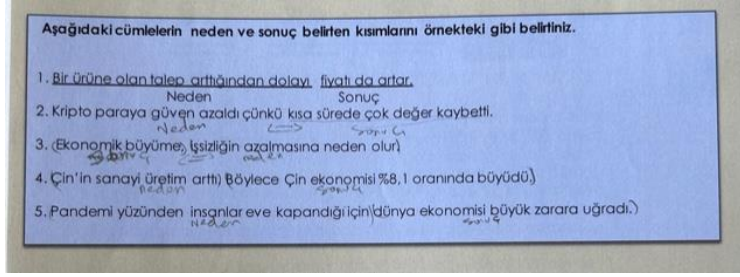 Aşağıdaki cümlelerin neden ve sonuç belirten kısımlarını örnekteki gibi belirtiniz.
1. Bir ürüne olan talep arttığından dolayı fiyatı da artar.
Neden Sonuç
2. Kripto paraya güven azaldı çünkü kısa sürede çok değer kaybetti.
Neden Sonuç
3. (Ekonomik büyüme, İşsizliğin azalmasına neden olur)
neden
4. Çin'in sanayi üretim arttı) Böylece Çin ekonomisi %8.1 oranında büyüdü.)
neden sonuç
5. Pandemi yüzünden insanlar eve kapandığı için) dünya ekonomisi büyük zarara uğradı.)
Neden sonuç